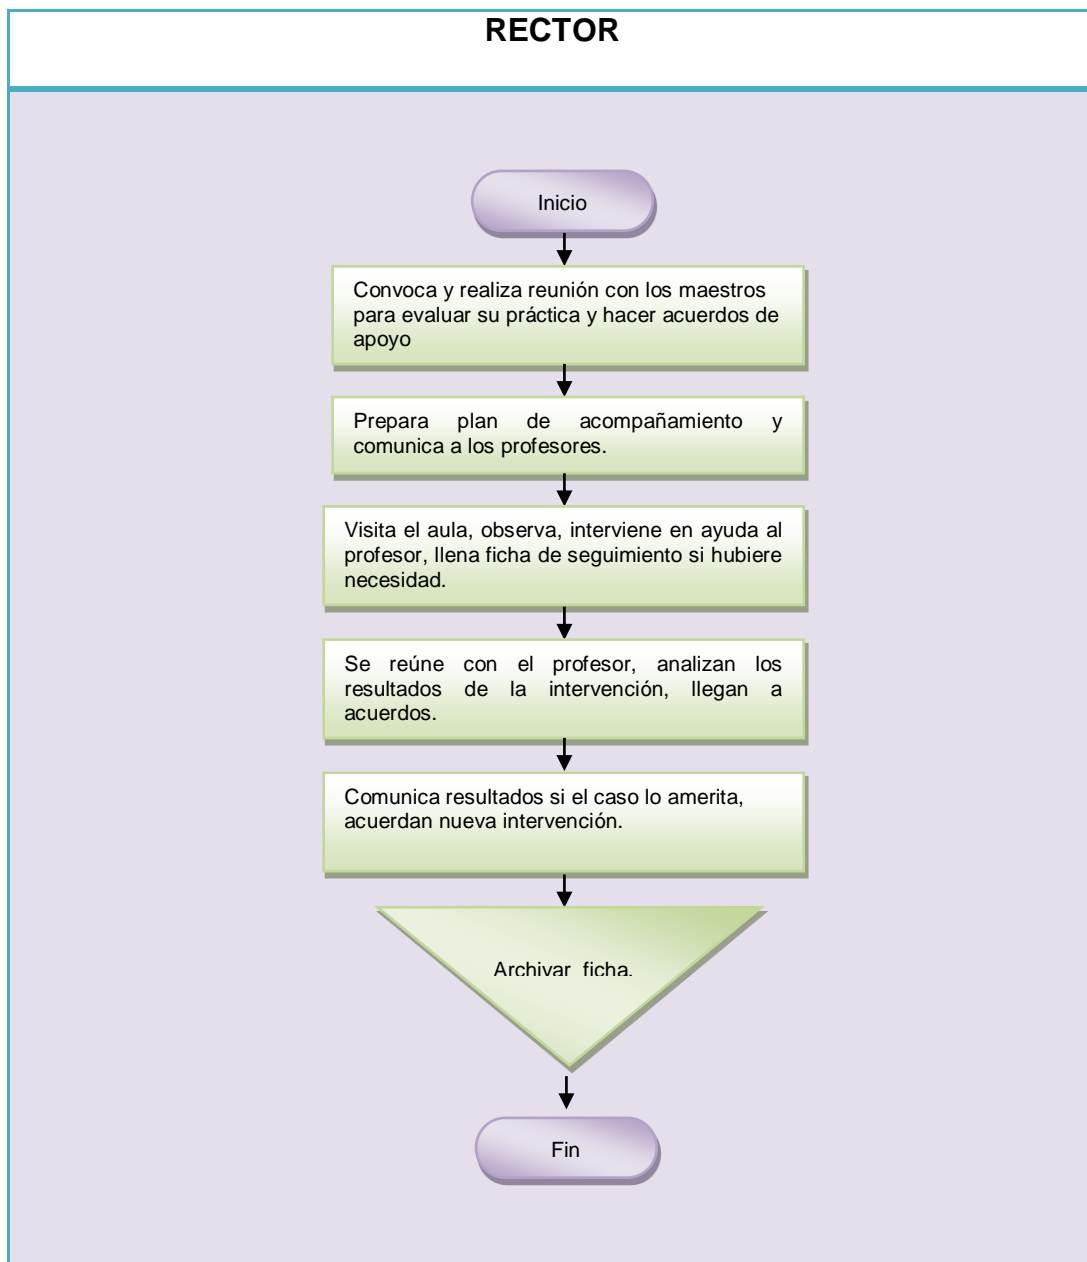 RECTOR
Inicio
Convoca y realiza reunión con los maestros
para evaluar su práctica y hacer acuerdos de
apoyo
Prepara plan de acompañamiento y
comunica a los profesores.
Visita el aula, observa, interviene en ayuda al
profesor, llena ficha de seguimiento si hubiere
necesidad.
Se reúne con el profesor, analizan los
resultados de la intervención, llegan a
acuerdos.
Comunica resultados si el caso lo amerita,
acuerdan nueva intervención.
Archivar ficha.
Fin